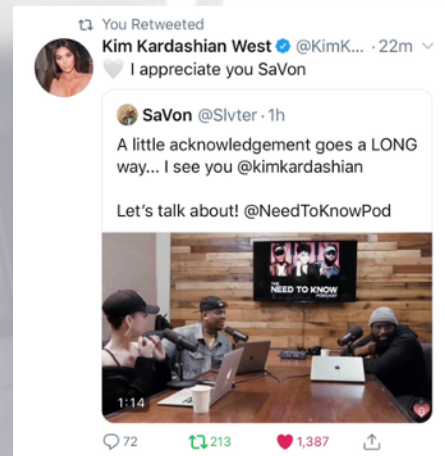 You Retweeted
Kim Kardashian West @KimK... · 22m
🤍 I appreciate you SaVon
SaVon @Slvter · 1h
A little acknowledgement goes a LONG
way... I see you @kimkardashian
Let's talk about! @NeedToKnowPod
THE
NEED TO KNOW
PODCAST
1:14
72 213 1,387